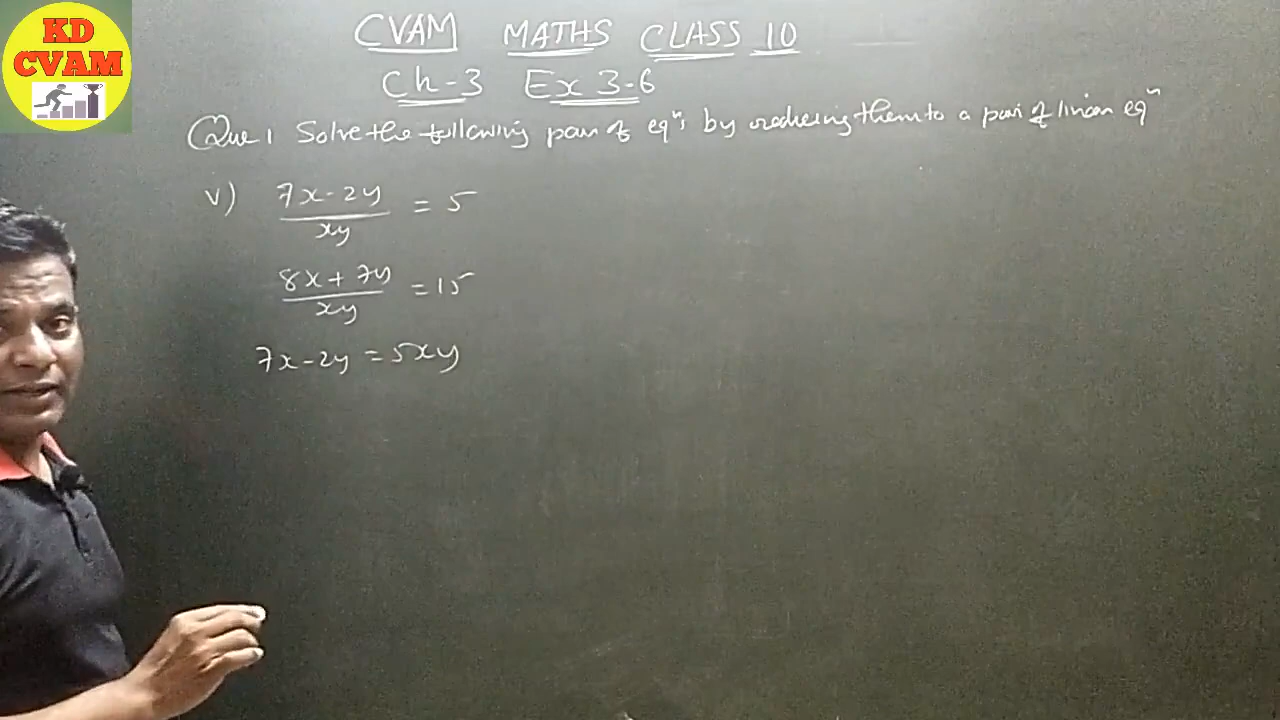 KD
CVAM
CVAM MATHS CLASS 10
Ch-3 Ex 3.6
Que 1 Solve the following pair of eqⁿs by reducing them to a pair of linear eqⁿ
v) 7x-2y/xy = 5
8x+7y/xy = 15
7x-2y = 5xy